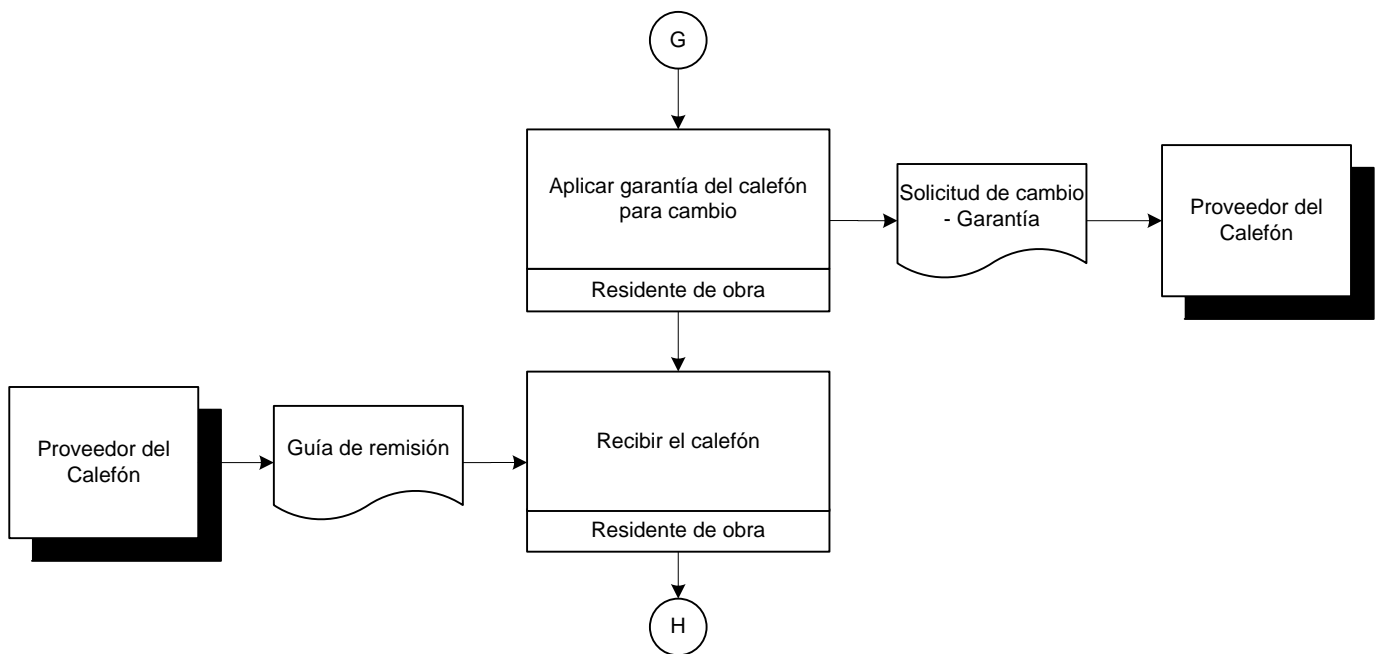 G
Aplicar garantía del calefón
para cambio
Residente de obra
Solicitud de cambio
- Garantía
Proveedor del
Calefón
Proveedor del
Calefón
Guía de remisión
Recibir el calefón
Residente de obra
H